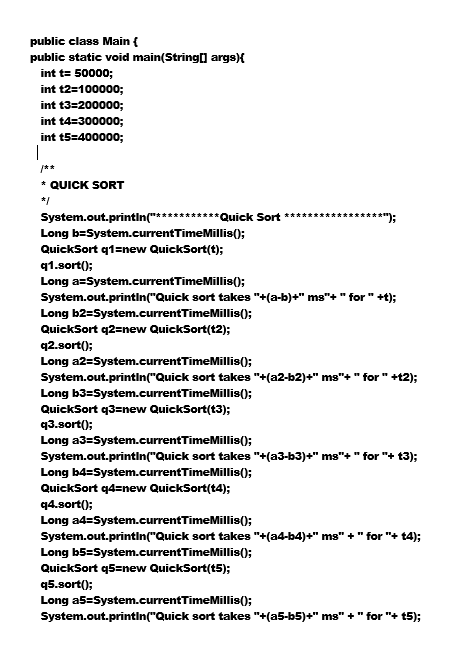 public class Main {
public static void main(String[] args){
int t= 50000;
int t2=100000;
int t3=200000;
int t4=300000;
int t5=400000;
/**
* QUICK SORT
*/
System.out.println("***********Quick Sort *****************");
Long b=System.currentTimeMillis();
QuickSort q1=new QuickSort(t);
q1.sort();
Long a=System.currentTimeMillis();
System.out.println("Quick sort takes "+(a-b)+" ms"+ " for " +t);
Long b2=System.currentTimeMillis();
QuickSort q2=new QuickSort(t2);
q2.sort();
Long a2=System.currentTimeMillis();
System.out.println("Quick sort takes "+(a2-b2)+" ms"+ " for " +t2);
Long b3=System.currentTimeMillis();
QuickSort q3=new QuickSort(t3);
q3.sort();
Long a3=System.currentTimeMillis();
System.out.println("Quick sort takes "+(a3-b3)+" ms"+ " for "+ t3);
Long b4=System.currentTimeMillis();
QuickSort q4=new QuickSort(t4);
q4.sort();
Long a4=System.currentTimeMillis();
System.out.println("Quick sort takes "+(a4-b4)+" ms" + " for "+ t4);
Long b5=System.currentTimeMillis();
QuickSort q5=new QuickSort(t5);
q5.sort();
Long a5=System.currentTimeMillis();
System.out.println("Quick sort takes "+(a5-b5)+" ms" + " for "+ t5);